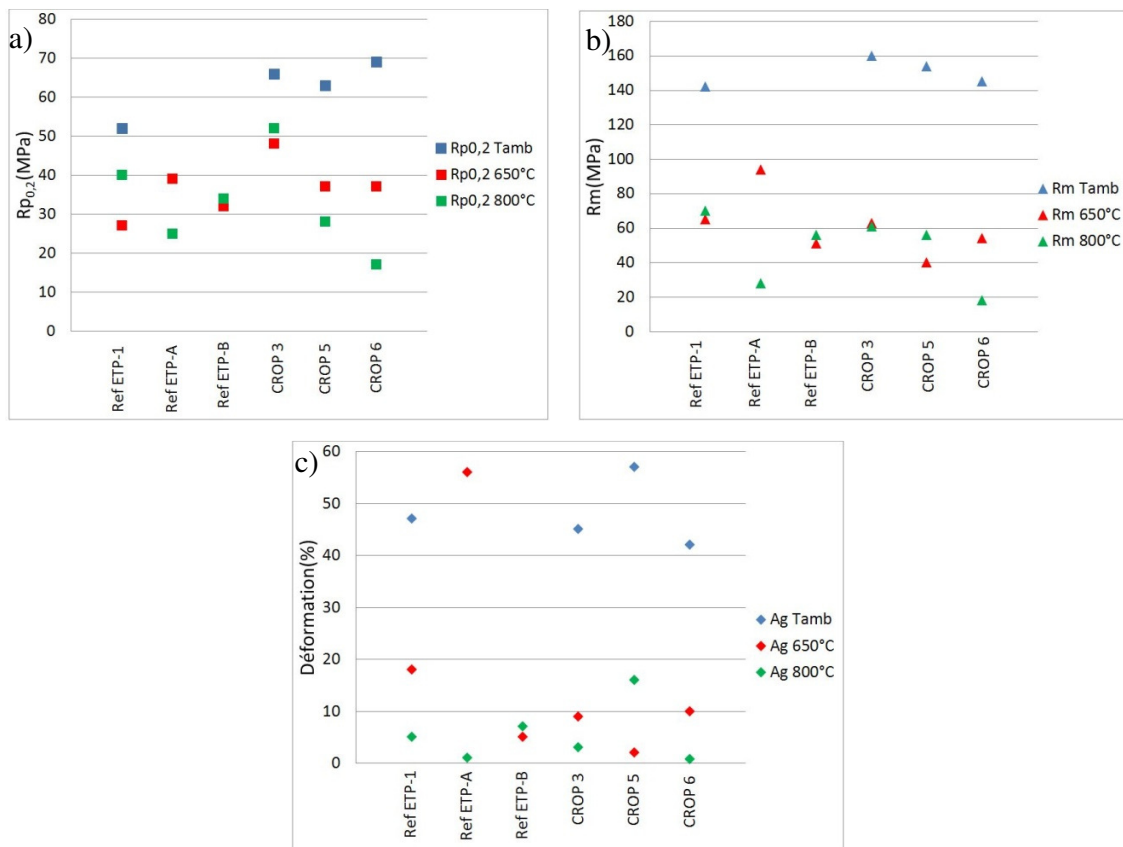 a)
80
70
60
50
40
30
20
10
0
Rp0,2(MPa)
Ref ETP-1
Ref ETP-A
Ref ETP-B
CROP 3
CROP 5
CROP 6
Rp0,2 Tamb
Rp0,2 650°C
Rp0,2 800°C
b)
180
160
140
120
100
80
60
40
20
0
Rm(MPa)
Ref ETP-1
Ref ETP-A
Ref ETP-B
CROP 3
CROP 5
CROP 6
Rm Tamb
Rm 650°C
Rm 800°C
c)
60
50
40
30
20
10
0
Déformation(%)
Ref ETP-1
Ref ETP-A
Ref ETP-B
CROP 3
CROP 5
CROP 6
Ag Tamb
Ag 650°C
Ag 800°C